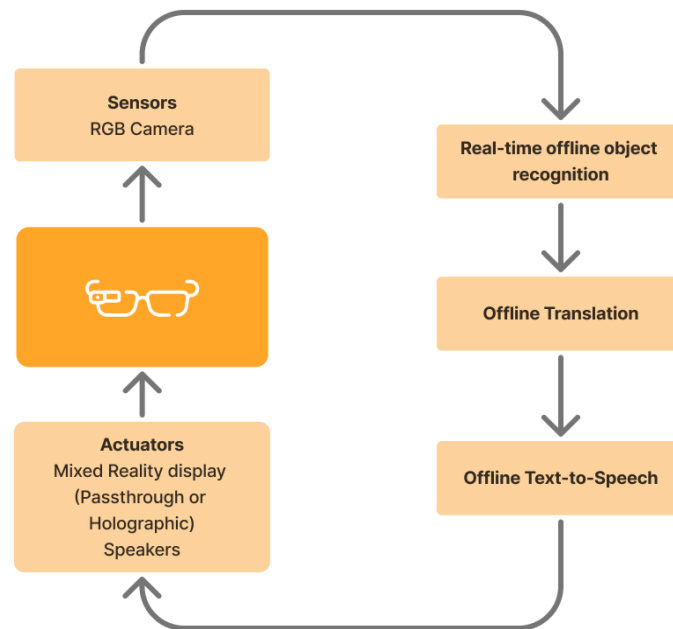 Sensors
RGB Camera
Real-time offline object
recognition
Offline Translation
Actuators
Mixed Reality display
(Passthrough or
Holographic)
Speakers
Offline Text-to-Speech